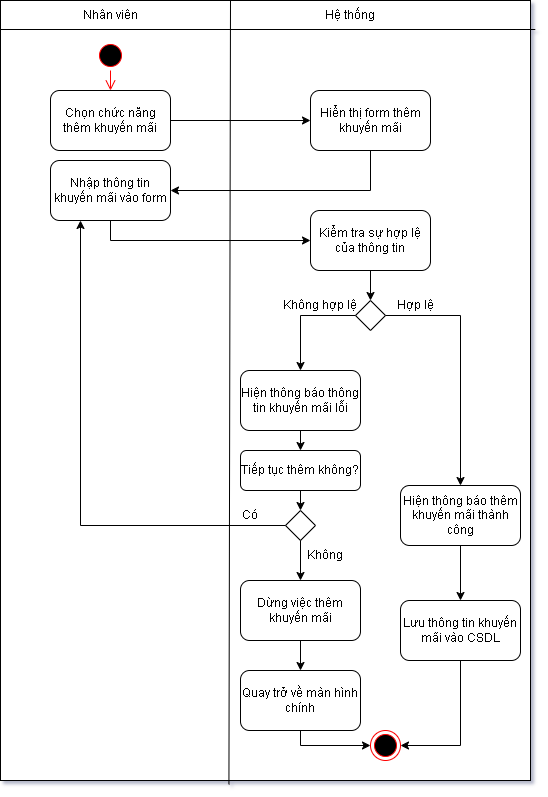 Nhân viên
Hệ thống
Chọn chức năng
thêm khuyến mãi
Hiển thị form thêm
khuyến mãi
Nhập thông tin
khuyến mãi vào form
Kiểm tra sự hợp lệ
của thông tin
Không hợp lệ
Hợp lệ
Hiện thông báo thông
tin khuyến mãi lỗi
Tiếp tục thêm không?
Có
Không
Hiện thông báo thêm
khuyến mãi thành
công
Dừng việc thêm
khuyến mãi
Lưu thông tin khuyến
mãi vào CSDL
Quay trở về màn hình
chính